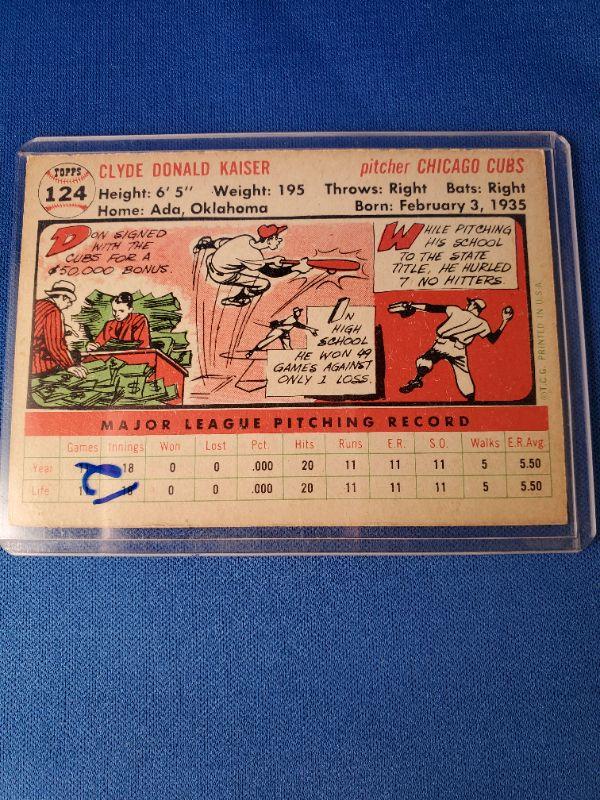 TOPPS
124
CLYDE DONALD KAISER
pitcher CHICAGO CUBS
Height: 6' 5" Weight: 195 Throws: Right Bats: Right
Home: Ada, Oklahoma Born: February 3, 1935
DON SIGNED
WITH THE
CUBS FOR A
$50,000 BONUS.
IN
HIGH
SCHOOL
HE WON 49
GAMES AGAINST
ONLY 1 LOSS.
WHILE PITCHING
HIS SCHOOL
TO THE STATE
TITLE, HE HURLED
7 NO HITTERS.
©T.C.G. PRINTED IN U.S.A.
MAJOR LEAGUE PITCHING RECORD
Games Innings Won Lost Pct. Hits Runs E.R. S.O. Walks E.R.Avg.
Year 18 0 0 .000 20 11 11 11 5 5.50
Life 18 0 0 .000 20 11 11 11 5 5.50